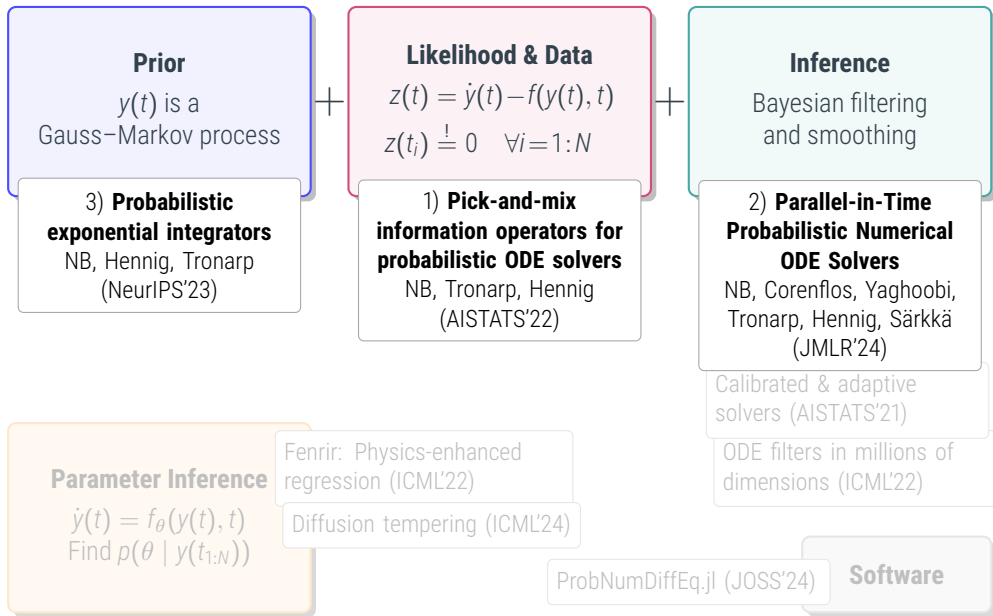 Prior
y(t) is a
Gauss–Markov process
+
Likelihood & Data
z(t) = ẏ(t) − f(y(t), t)
z(tᵢ) =! 0 ∀i = 1 : N
+
Inference
Bayesian filtering
and smoothing
3) Probabilistic
exponential integrators
NB, Hennig, Tronarp
(NeurIPS’23)
1) Pick-and-mix
information operators for
probabilistic ODE solvers
NB, Tronarp, Hennig
(AISTATS’22)
2) Parallel-in-Time
Probabilistic Numerical
ODE Solvers
NB, Corenflos, Yaghoobi,
Tronarp, Hennig, Särkkä
(JMLR’24)
Calibrated & adaptive
solvers (AISTATS’21)
ODE filters in millions of
dimensions (ICML’22)
Parameter Inference
ẏ(t) = f_θ(y(t), t)
Find p(θ | y(t_{1:N}))
Fenrir: Physics-enhanced
regression (ICML’22)
Diffusion tempering (ICML’24)
ProbNumDiffEq.jl (JOSS’24)
Software